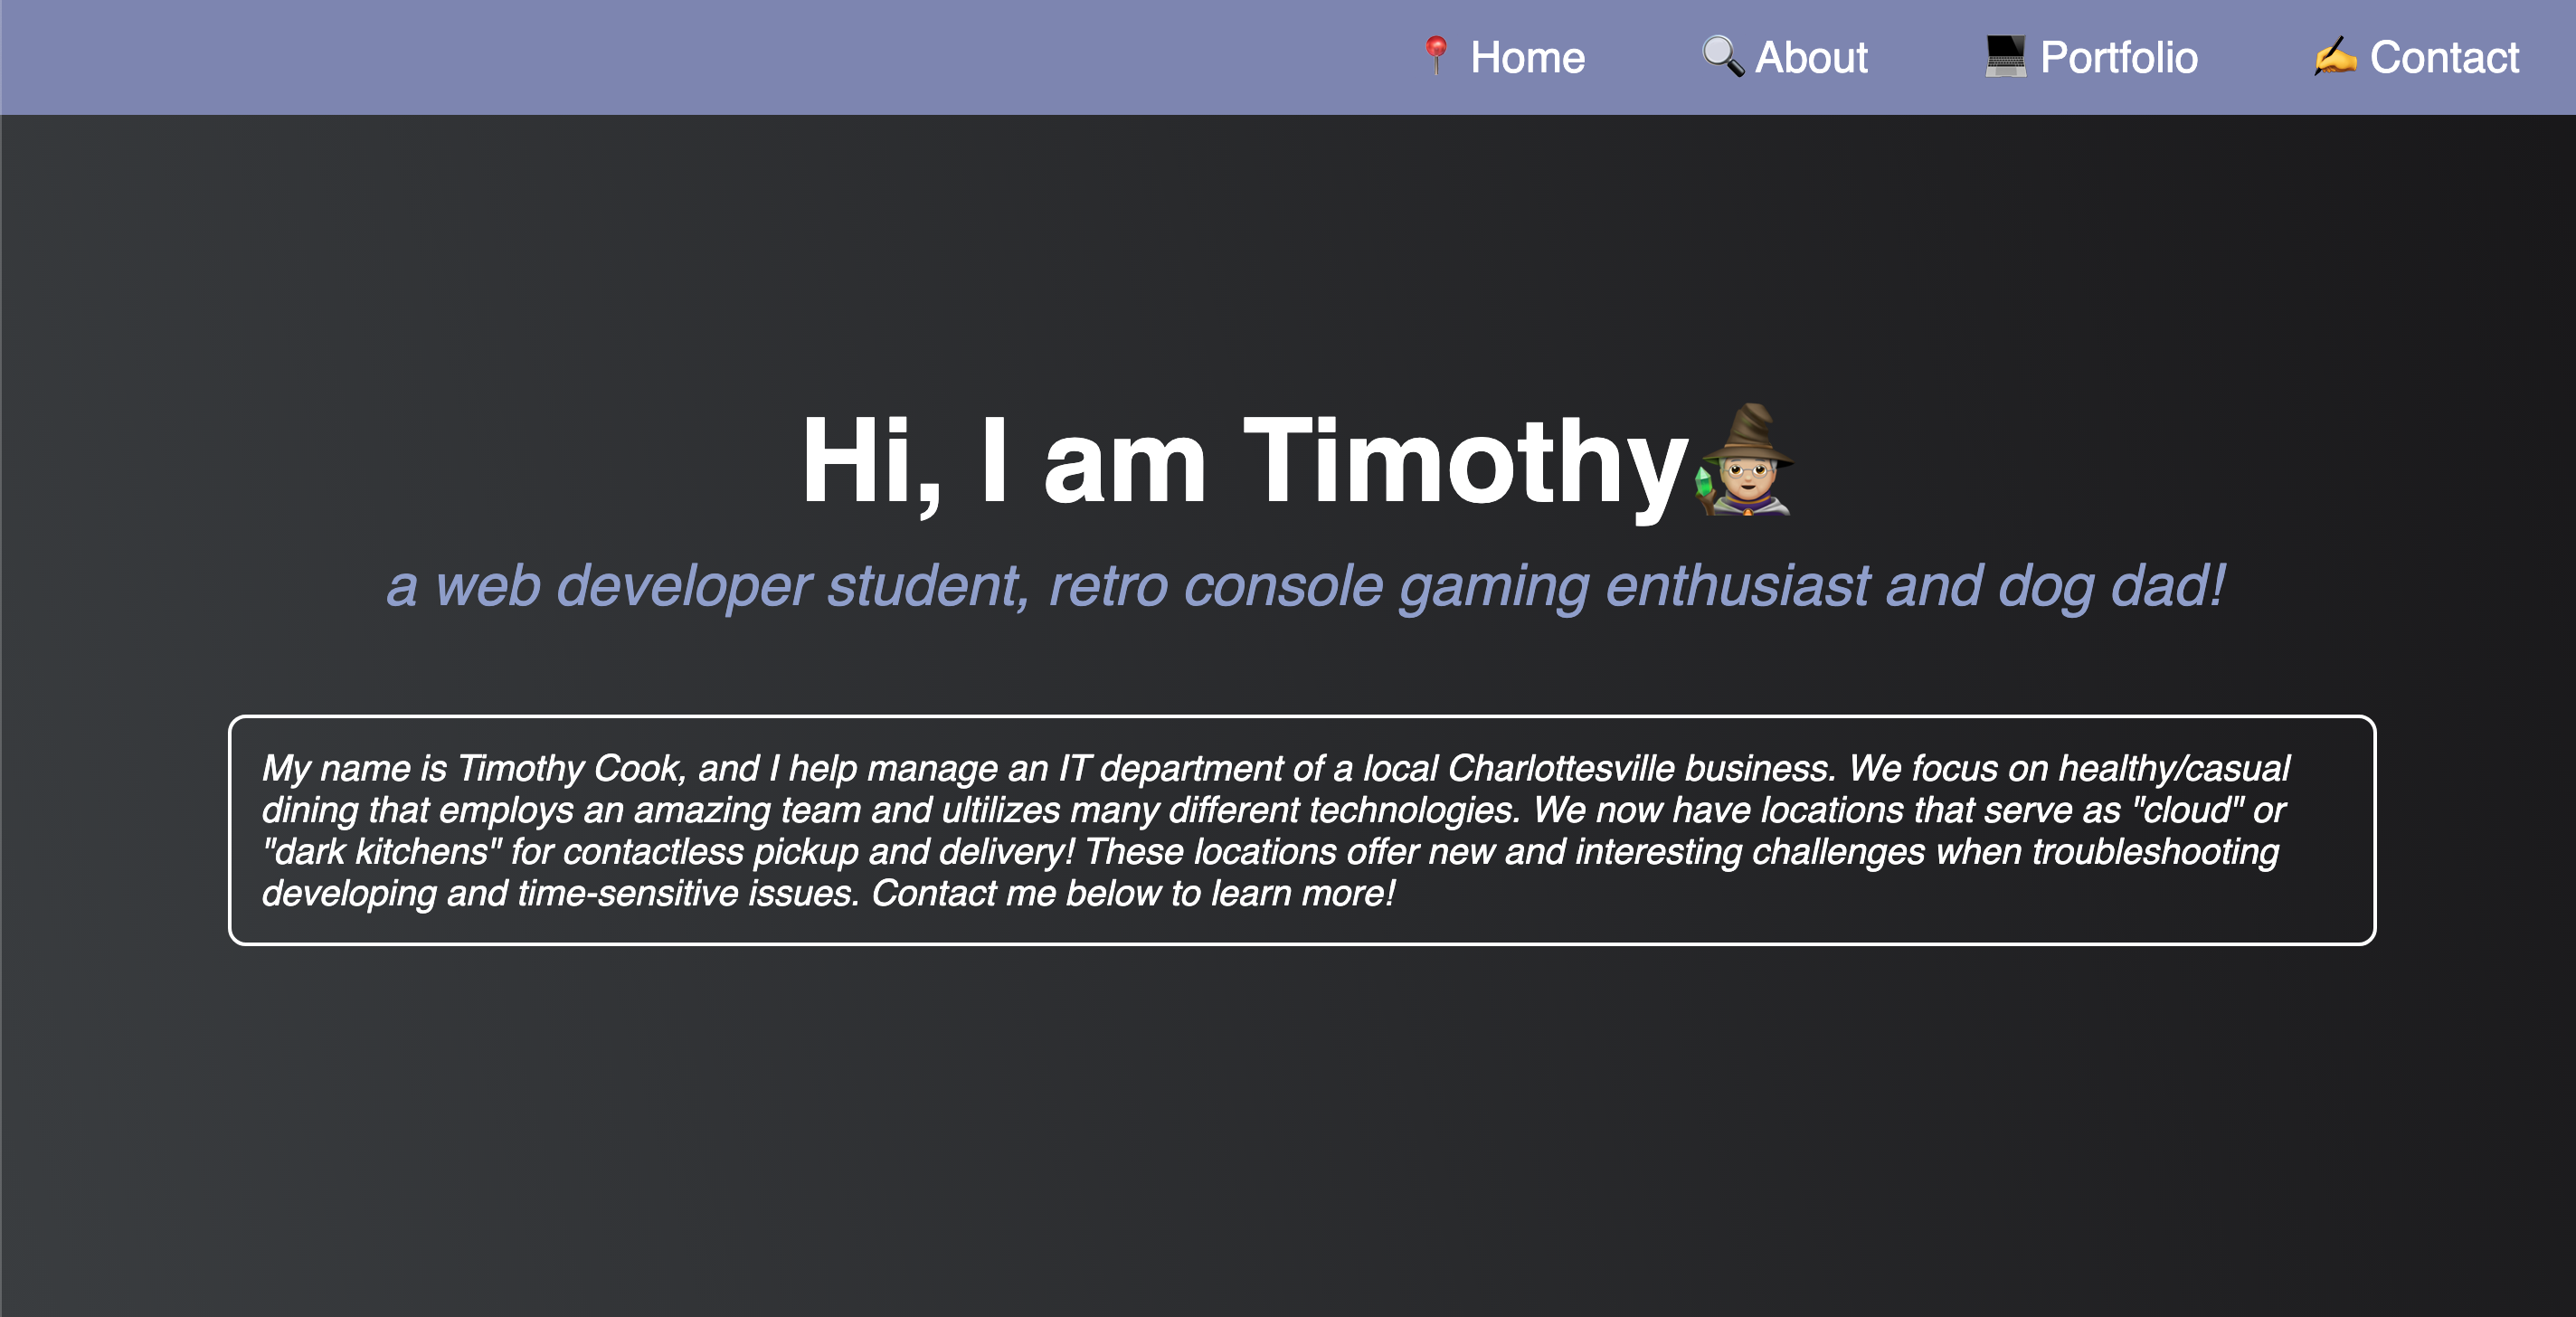 Home About Portfolio Contact
Hi, I am Timothy
a web developer student, retro console gaming enthusiast and dog dad!
My name is Timothy Cook, and I help manage an IT department of a local Charlottesville business. We focus on healthy/casual
dining that employs an amazing team and ultilizes many different technologies. We now have locations that serve as "cloud" or
"dark kitchens" for contactless pickup and delivery! These locations offer new and interesting challenges when troubleshooting
developing and time-sensitive issues. Contact me below to learn more!